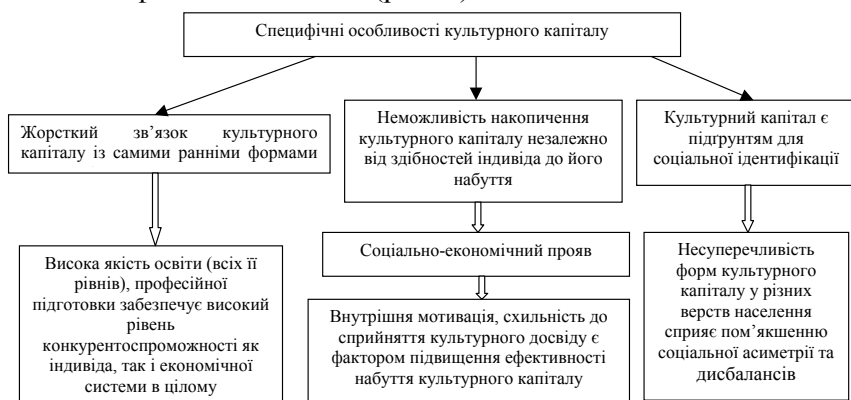 Специфічні особливості культурного капіталу
Жорсткий зв’язок культурного
капіталу із самими ранніми формами
Неможливість накопичення
культурного капіталу незалежно
від здібностей індивіда до його
набуття
Культурний капітал є
підґрунтям для
соціальної ідентифікації
Висока якість освіти (всіх її
рівнів), професійної
підготовки забезпечує високий
рівень
конкурентоспроможності як
індивіда, так і економічної
системи в цілому
Соціально-економічний прояв
Внутрішня мотивація, схильність до
сприйняття культурного досвіду є
фактором підвищення ефективності
набуття культурного капіталу
Несуперечливість
форм культурного
капіталу у різних
верств населення
сприяє пом’якшенню
соціальної асиметрії та
дисбалансів